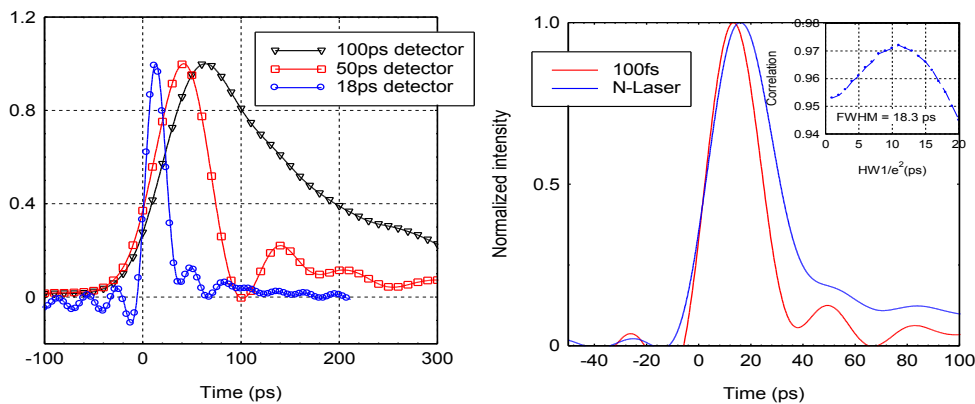 1.2
0.8
0.4
0
-100
0
100
200
300
Time (ps)
100ps detector
50ps detector
18ps detector
1.0
0.5
0
Normalized intensity
-40
-20
0
20
40
60
80
100
Time (ps)
100fs
N-Laser
0.98
0.97
0.96
0.95
0.94
Correlation
FWHM = 18.3 ps
0
5
10
15
20
HW1/e²(ps)